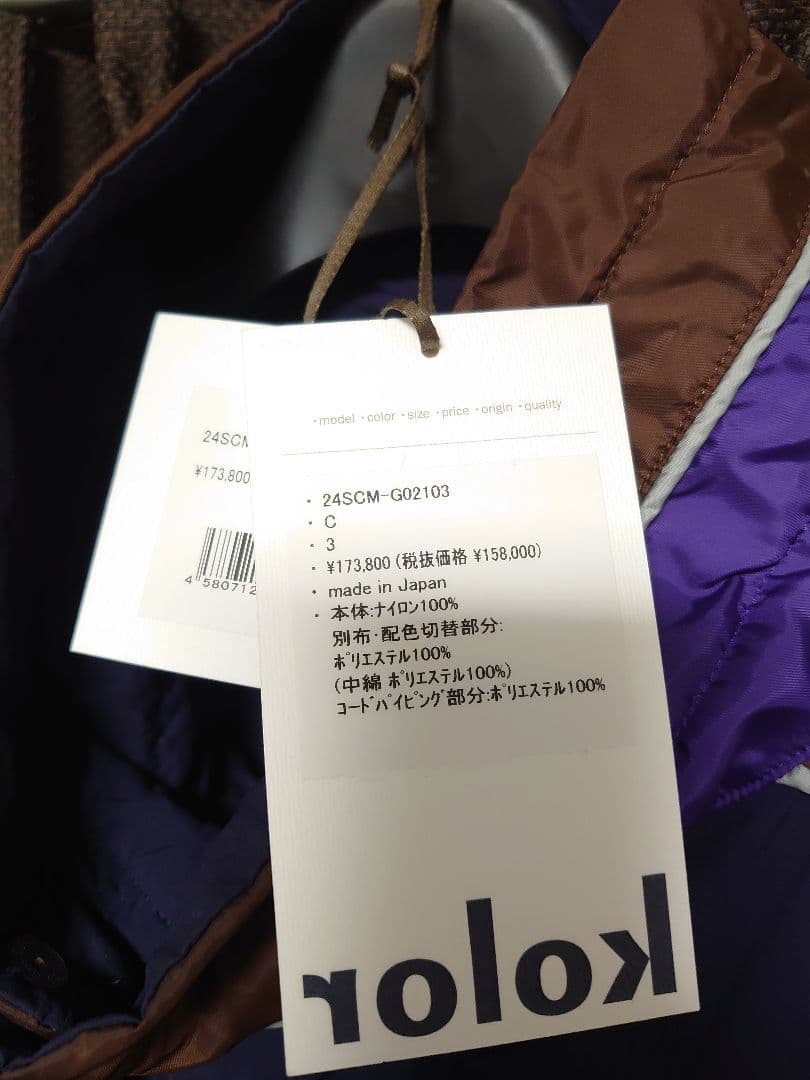 ・model ・color ・size ・price ・origin ・quality
・ 24SCM-G02103
・ C
・ 3
・ ¥173,800 (税抜価格 ¥158,000)
・ made in Japan
・ 本体:ナイロン100%
別布・配色切替部分:
ポリエステル100%
(中綿 ポリエステル100%)
コードパイピング部分:ポリエステル100%
kolor
24SCM
¥173,800
4 580712